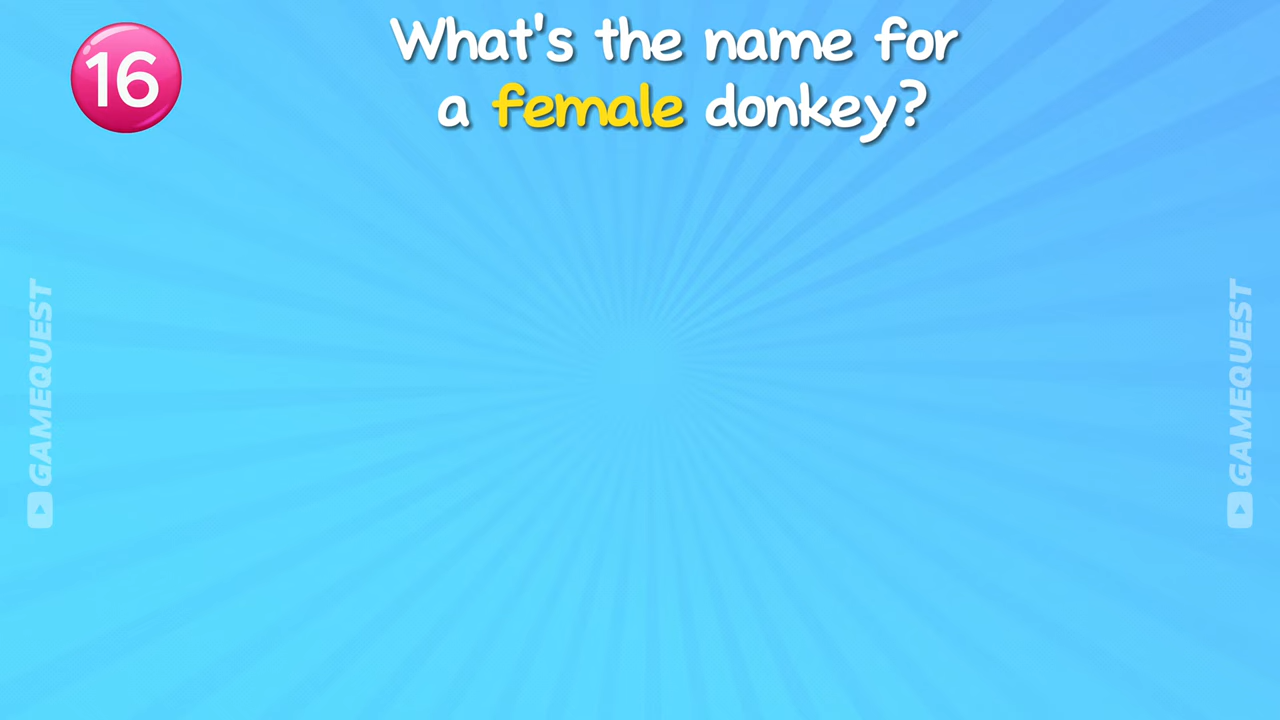 16
What's the name for
a female donkey?
GAMEQUEST
GAMEQUEST